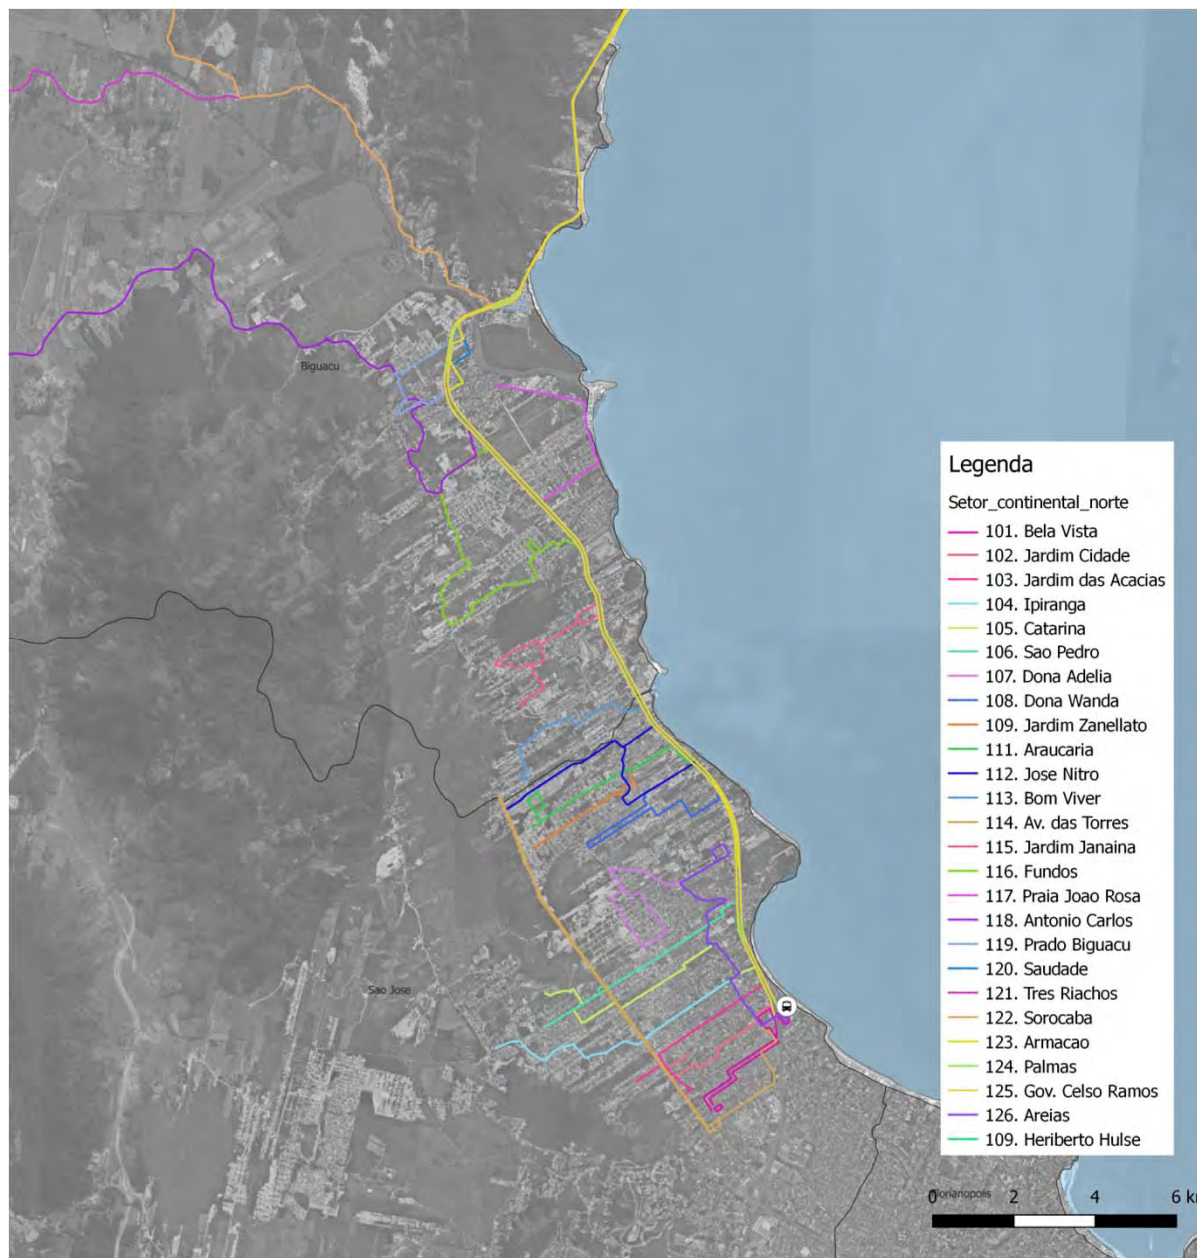 Biguacu
Sao Jose
Legenda
Setor_continental_norte
101. Bela Vista
102. Jardim Cidade
103. Jardim das Acacias
104. Ipiranga
105. Catarina
106. Sao Pedro
107. Dona Adelia
108. Dona Wanda
109. Jardim Zanellato
111. Araucaria
112. Jose Nitro
113. Bom Viver
114. Av. das Torres
115. Jardim Janaina
116. Fundos
117. Praia Joao Rosa
118. Antonio Carlos
119. Prado Biguacu
120. Saudade
121. Tres Riachos
122. Sorocaba
123. Armacao
124. Palmas
125. Gov. Celso Ramos
126. Areias
109. Heriberto Hulse
Florianopolis
0 2 4 6 km